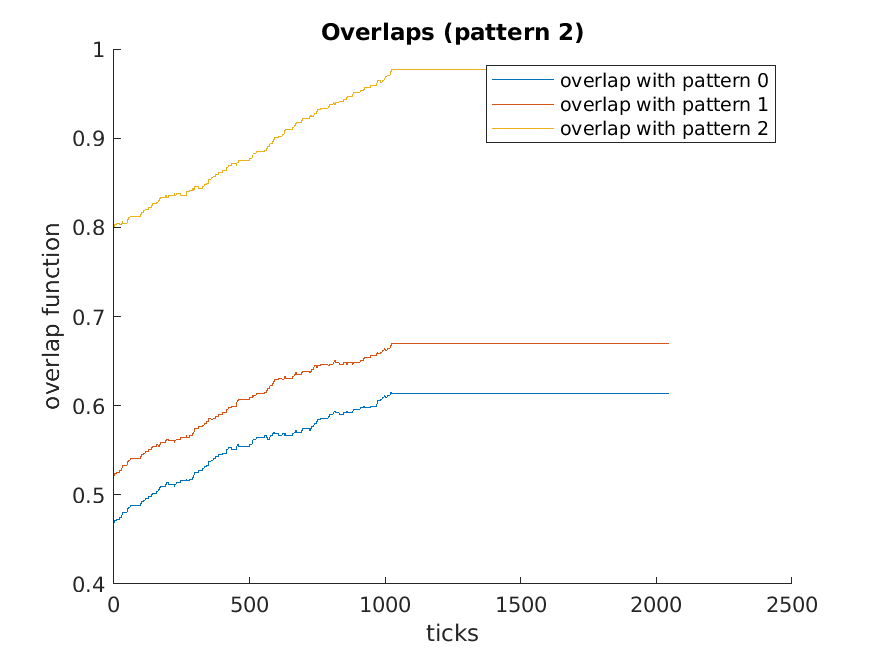 Overlaps (pattern 2)
1
0.9
0.8
0.7
0.6
0.5
0.4
overlap function
overlap with pattern 0
overlap with pattern 1
overlap with pattern 2
0 500 1000 1500 2000 2500
ticks